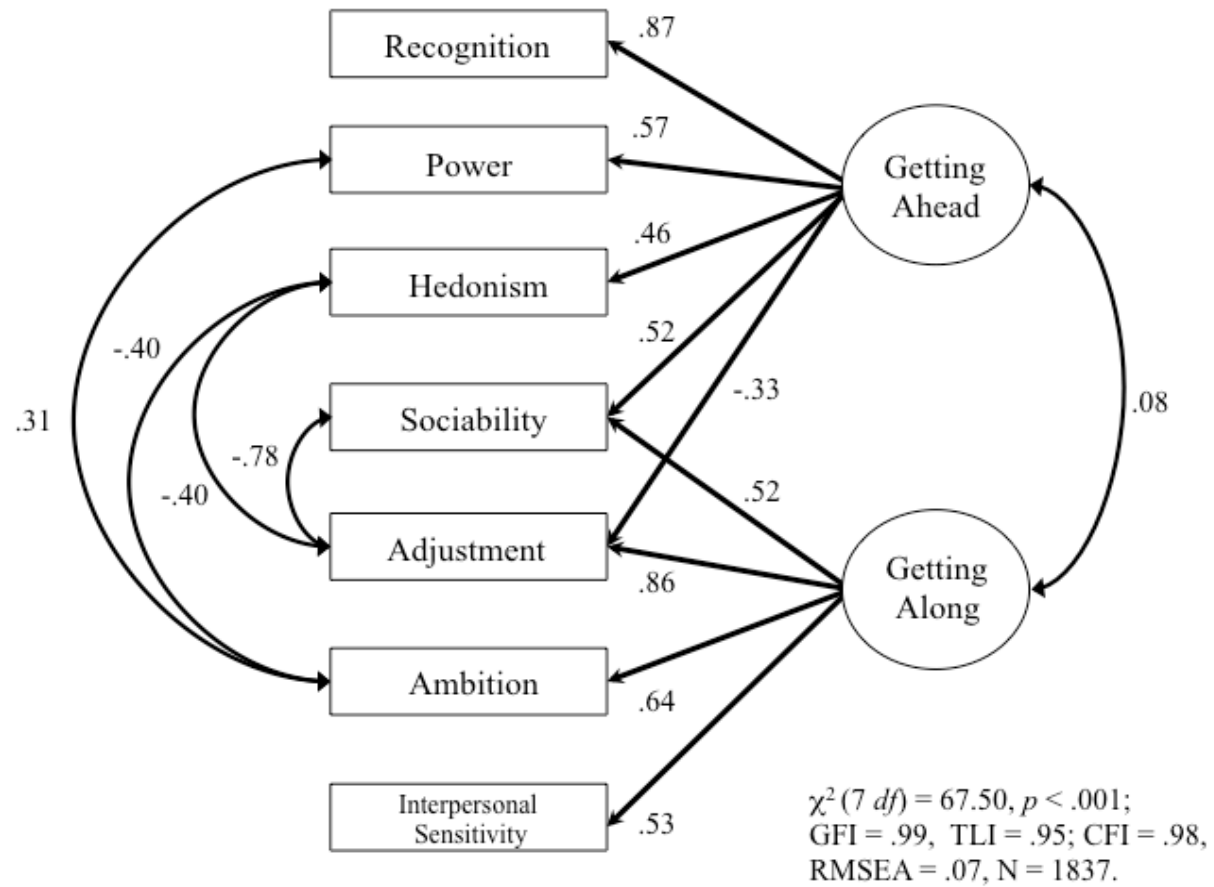 Recognition
.87
Power
.57
Getting
Ahead
Hedonism
.46
-.40
.52
-.33
.31
Sociability
.08
-.78
-.40
.52
Adjustment
.86
Getting
Along
Ambition
.64
Interpersonal
Sensitivity
.53
χ² (7 df) = 67.50, p < .001;
GFI = .99, TLI = .95; CFI = .98,
RMSEA = .07, N = 1837.